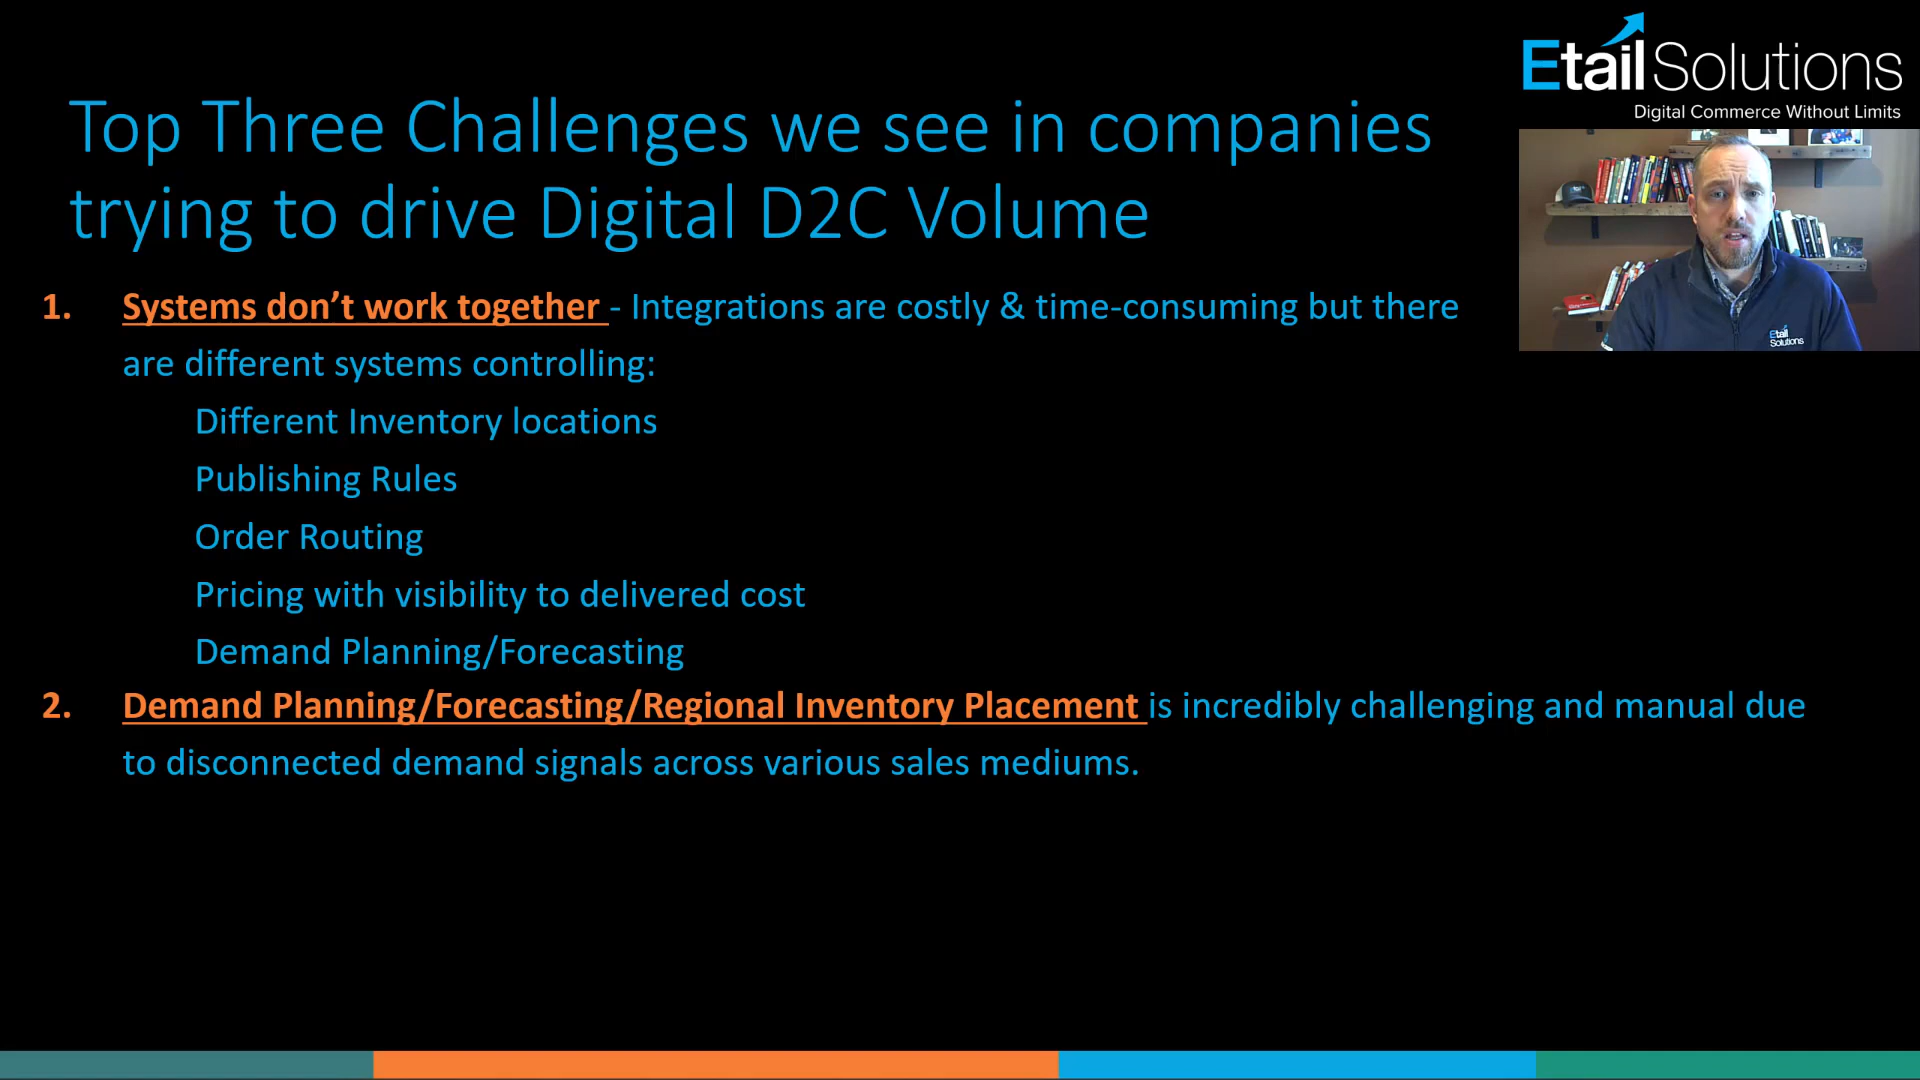 Etail Solutions
Digital Commerce Without Limits
Top Three Challenges we see in companies
trying to drive Digital D2C Volume
1. Systems don’t work together - Integrations are costly & time-consuming but there
are different systems controlling:
Different Inventory locations
Publishing Rules
Order Routing
Pricing with visibility to delivered cost
Demand Planning/Forecasting
2. Demand Planning/Forecasting/Regional Inventory Placement is incredibly challenging and manual due
to disconnected demand signals across various sales mediums.
Etail
Solutions